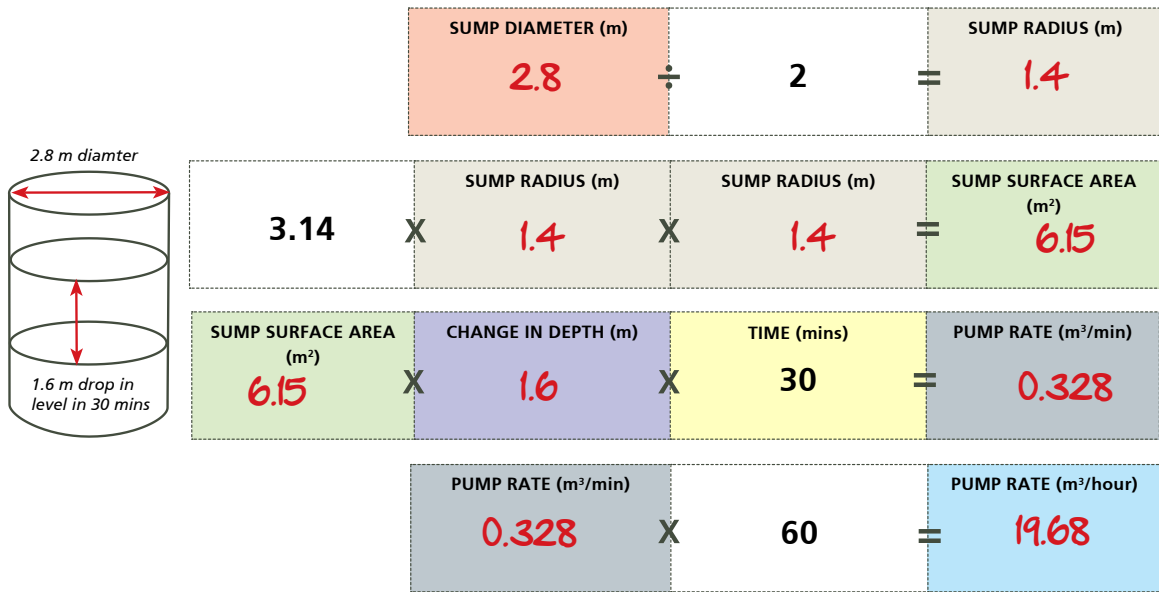 SUMP DIAMETER (m)
2.8
÷
2
=
SUMP RADIUS (m)
1.4
2.8 m diamter
3.14
X
SUMP RADIUS (m)
1.4
X
SUMP RADIUS (m)
1.4
=
SUMP SURFACE AREA
(m²)
6.15
1.6 m drop in
level in 30 mins
SUMP SURFACE AREA
(m²)
6.15
X
CHANGE IN DEPTH (m)
1.6
X
TIME (mins)
30
=
PUMP RATE (m³/min)
0.328
PUMP RATE (m³/min)
0.328
X
60
=
PUMP RATE (m³/hour)
19.68